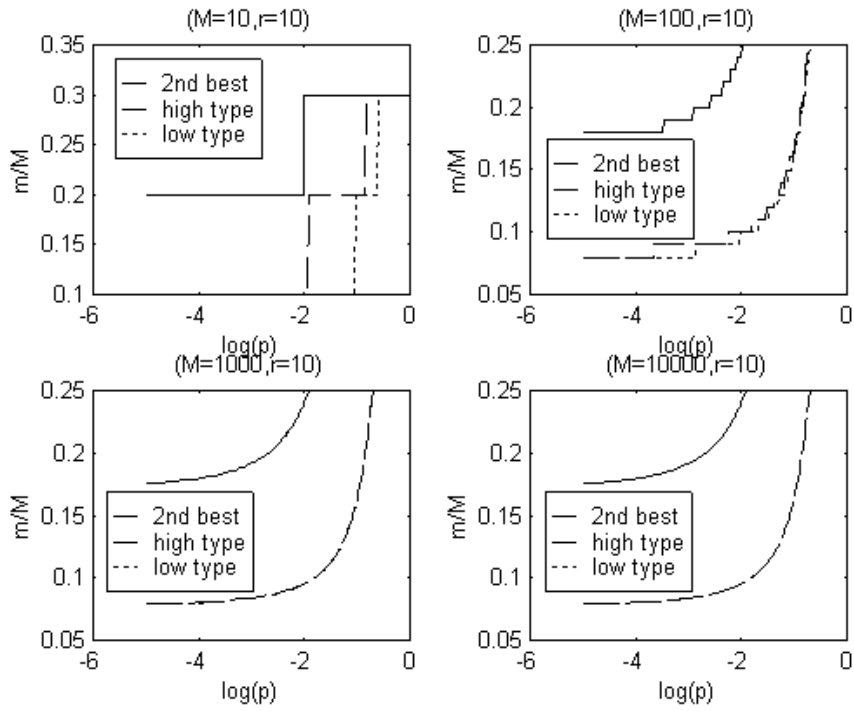 (M=10,r=10)
0.35
0.3
0.25
0.2
0.15
0.1
m/M
2nd best
high type
low type
-6
-4
-2
0
log(p)
(M=100,r=10)
0.25
0.2
0.15
0.1
0.05
m/M
2nd best
high type
low type
-6
-4
-2
0
log(p)
(M=1000,r=10)
0.25
0.2
0.15
0.1
0.05
m/M
2nd best
high type
low type
-6
-4
-2
0
log(p)
(M=10000,r=10)
0.25
0.2
0.15
0.1
0.05
m/M
2nd best
high type
low type
-6
-4
-2
0
log(p)